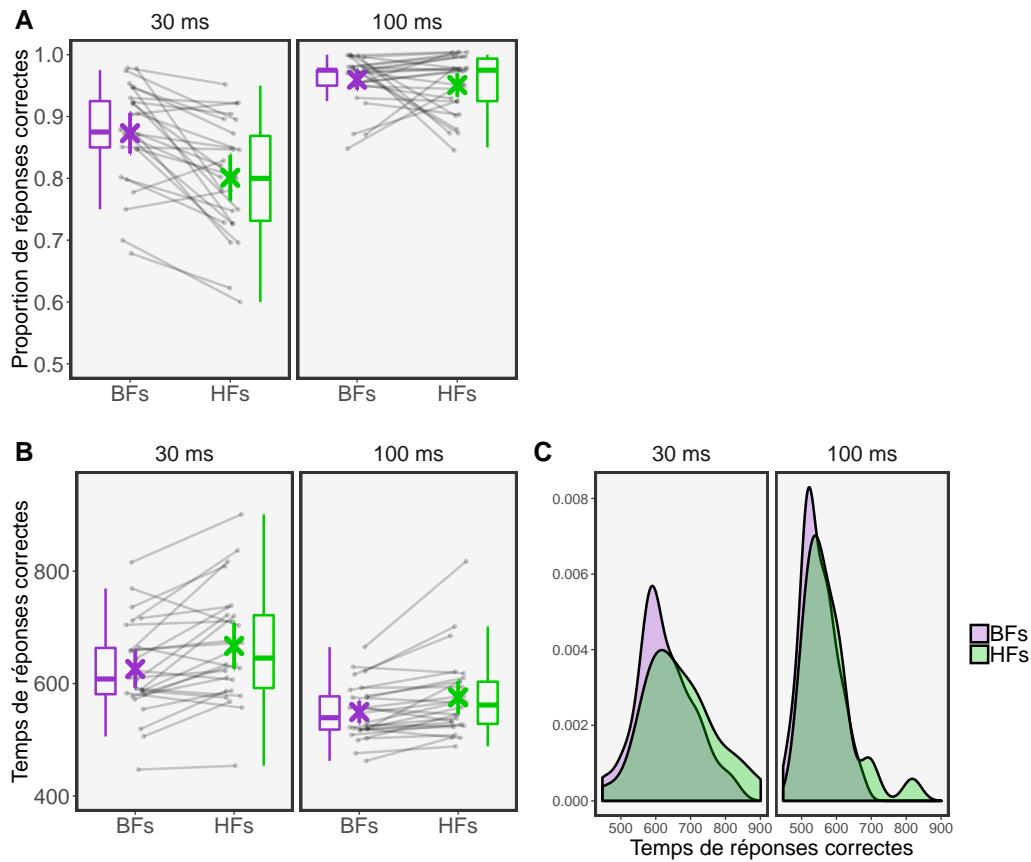 A
30 ms
100 ms
Proportion de réponses correctes
1.0
0.9
0.8
0.7
0.6
0.5
BFs
HFs
BFs
HFs
B
30 ms
100 ms
Temps de réponses correctes
800
600
400
BFs
HFs
BFs
HFs
C
30 ms
100 ms
0.008
0.006
0.004
0.002
0.000
500 600 700 800 900
500 600 700 800 900
Temps de réponses correctes
BFs
HFs